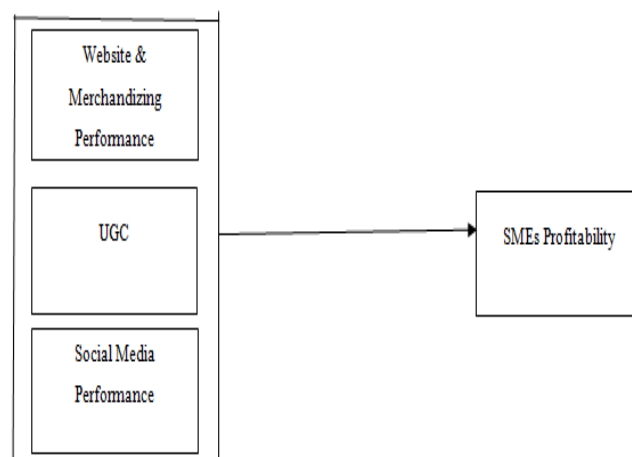 Website &
Merchandizing
Performance
UGC
SMEs Profitability
Social Media
Performance